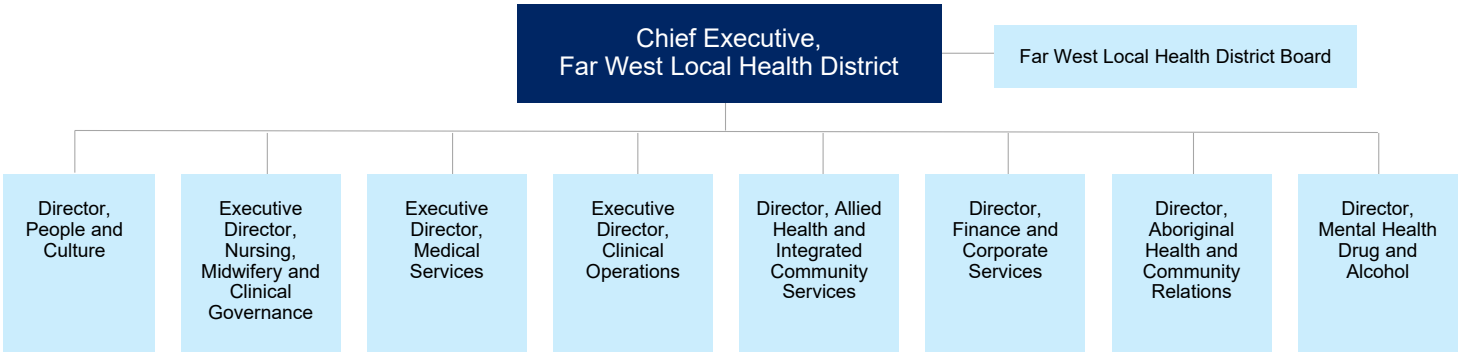 Chief Executive,
Far West Local Health District
Far West Local Health District Board
Director,
People and
Culture
Executive
Director,
Nursing,
Midwifery and
Clinical
Governance
Executive
Director,
Medical
Services
Executive
Director,
Clinical
Operations
Director, Allied
Health and
Integrated
Community
Services
Director,
Finance and
Corporate
Services
Director,
Aboriginal
Health and
Community
Relations
Director,
Mental Health
Drug and
Alcohol